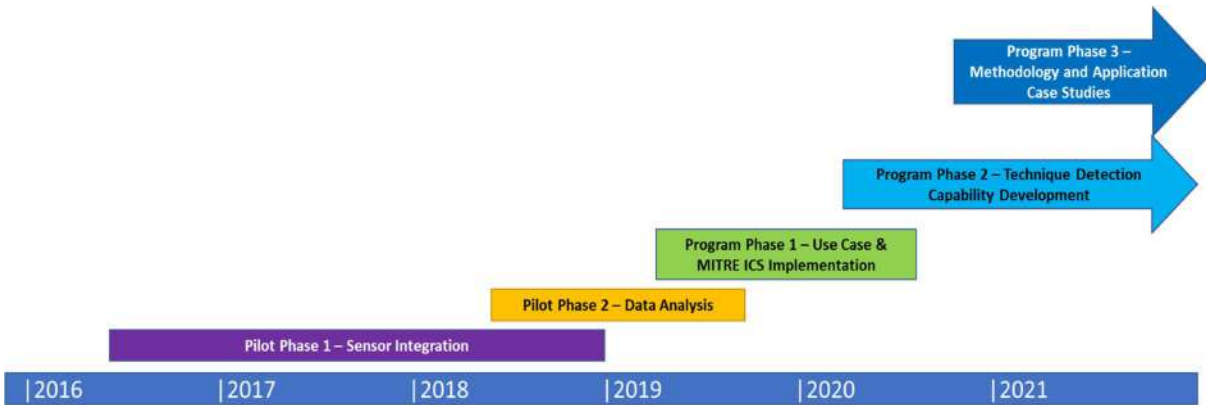 Program Phase 3 –
Methodology and Application
Case Studies
Program Phase 2 – Technique Detection
Capability Development
Program Phase 1 – Use Case &
MITRE ICS Implementation
Pilot Phase 2 – Data Analysis
Pilot Phase 1 – Sensor Integration
|2016 |2017 |2018 |2019 |2020 |2021